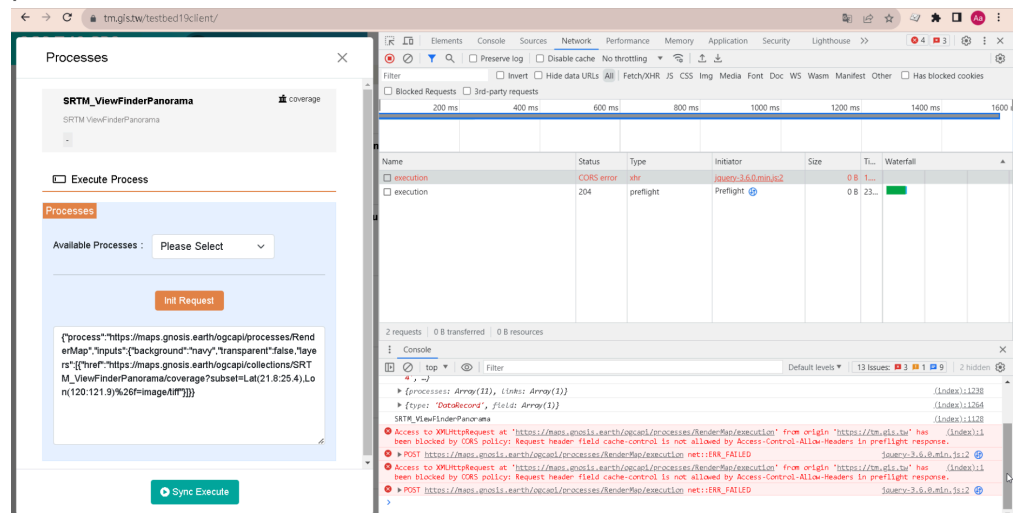 tm.gis.tw/testbed19client/
Aa
Processes
SRTM_ViewFinderPanorama
coverage
SRTM ViewFinderPanorama
-
Execute Process
Processes
Available Processes :
Please Select
Init Request
{"process":"https://maps.gnosis.earth/ogcapi/processes/Rend
erMap","inputs":{"background":"navy","transparent":false,"laye
rs":[{"href":"https://maps.gnosis.earth/ogcapi/collections/SRT
M_ViewFinderPanorama/coverage?subset=Lat(21.8:25.4),Lo
n(120:121.9)%26f=image/tiff"}]}}
Sync Execute
Elements Console Sources Network Performance Memory Application Security Lighthouse 4 3
Preserve log Disable cache No throttling
Filter Invert Hide data URLs All Fetch/XHR JS CSS Img Media Font Doc WS Wasm Manifest Other Has blocked cookies
Blocked Requests 3rd-party requests
200 ms 400 ms 600 ms 800 ms 1000 ms 1200 ms 1400 ms 1600
Name Status Type Initiator Size Ti... Waterfall
execution CORS error xhr jquery-3.6.0.min.js:2 0 B 1....
execution 204 preflight Preflight 0 B 23...
2 requests 0 B transferred 0 B resources
Console
top Filter Default levels 13 Issues: 3 1 9 2 hidden
{processes: Array(11), links: Array(1)} (index):1238
{type: 'DataRecord', field: Array(1)} (index):1264
SRTM_ViewFinderPanorama (index):1128
Access to XMLHttpRequest at 'https://maps.gnosis.earth/ogcapi/processes/RenderMap/execution' from origin 'https://tm.gis.tw' has (index):1
been blocked by CORS policy: Request header field cache-control is not allowed by Access-Control-Allow-Headers in preflight response.
POST https://maps.gnosis.earth/ogcapi/processes/RenderMap/execution net::ERR_FAILED jquery-3.6.0.min.js:2
Access to XMLHttpRequest at 'https://maps.gnosis.earth/ogcapi/processes/RenderMap/execution' from origin 'https://tm.gis.tw' has (index):1
been blocked by CORS policy: Request header field cache-control is not allowed by Access-Control-Allow-Headers in preflight response.
POST https://maps.gnosis.earth/ogcapi/processes/RenderMap/execution net::ERR_FAILED jquery-3.6.0.min.js:2